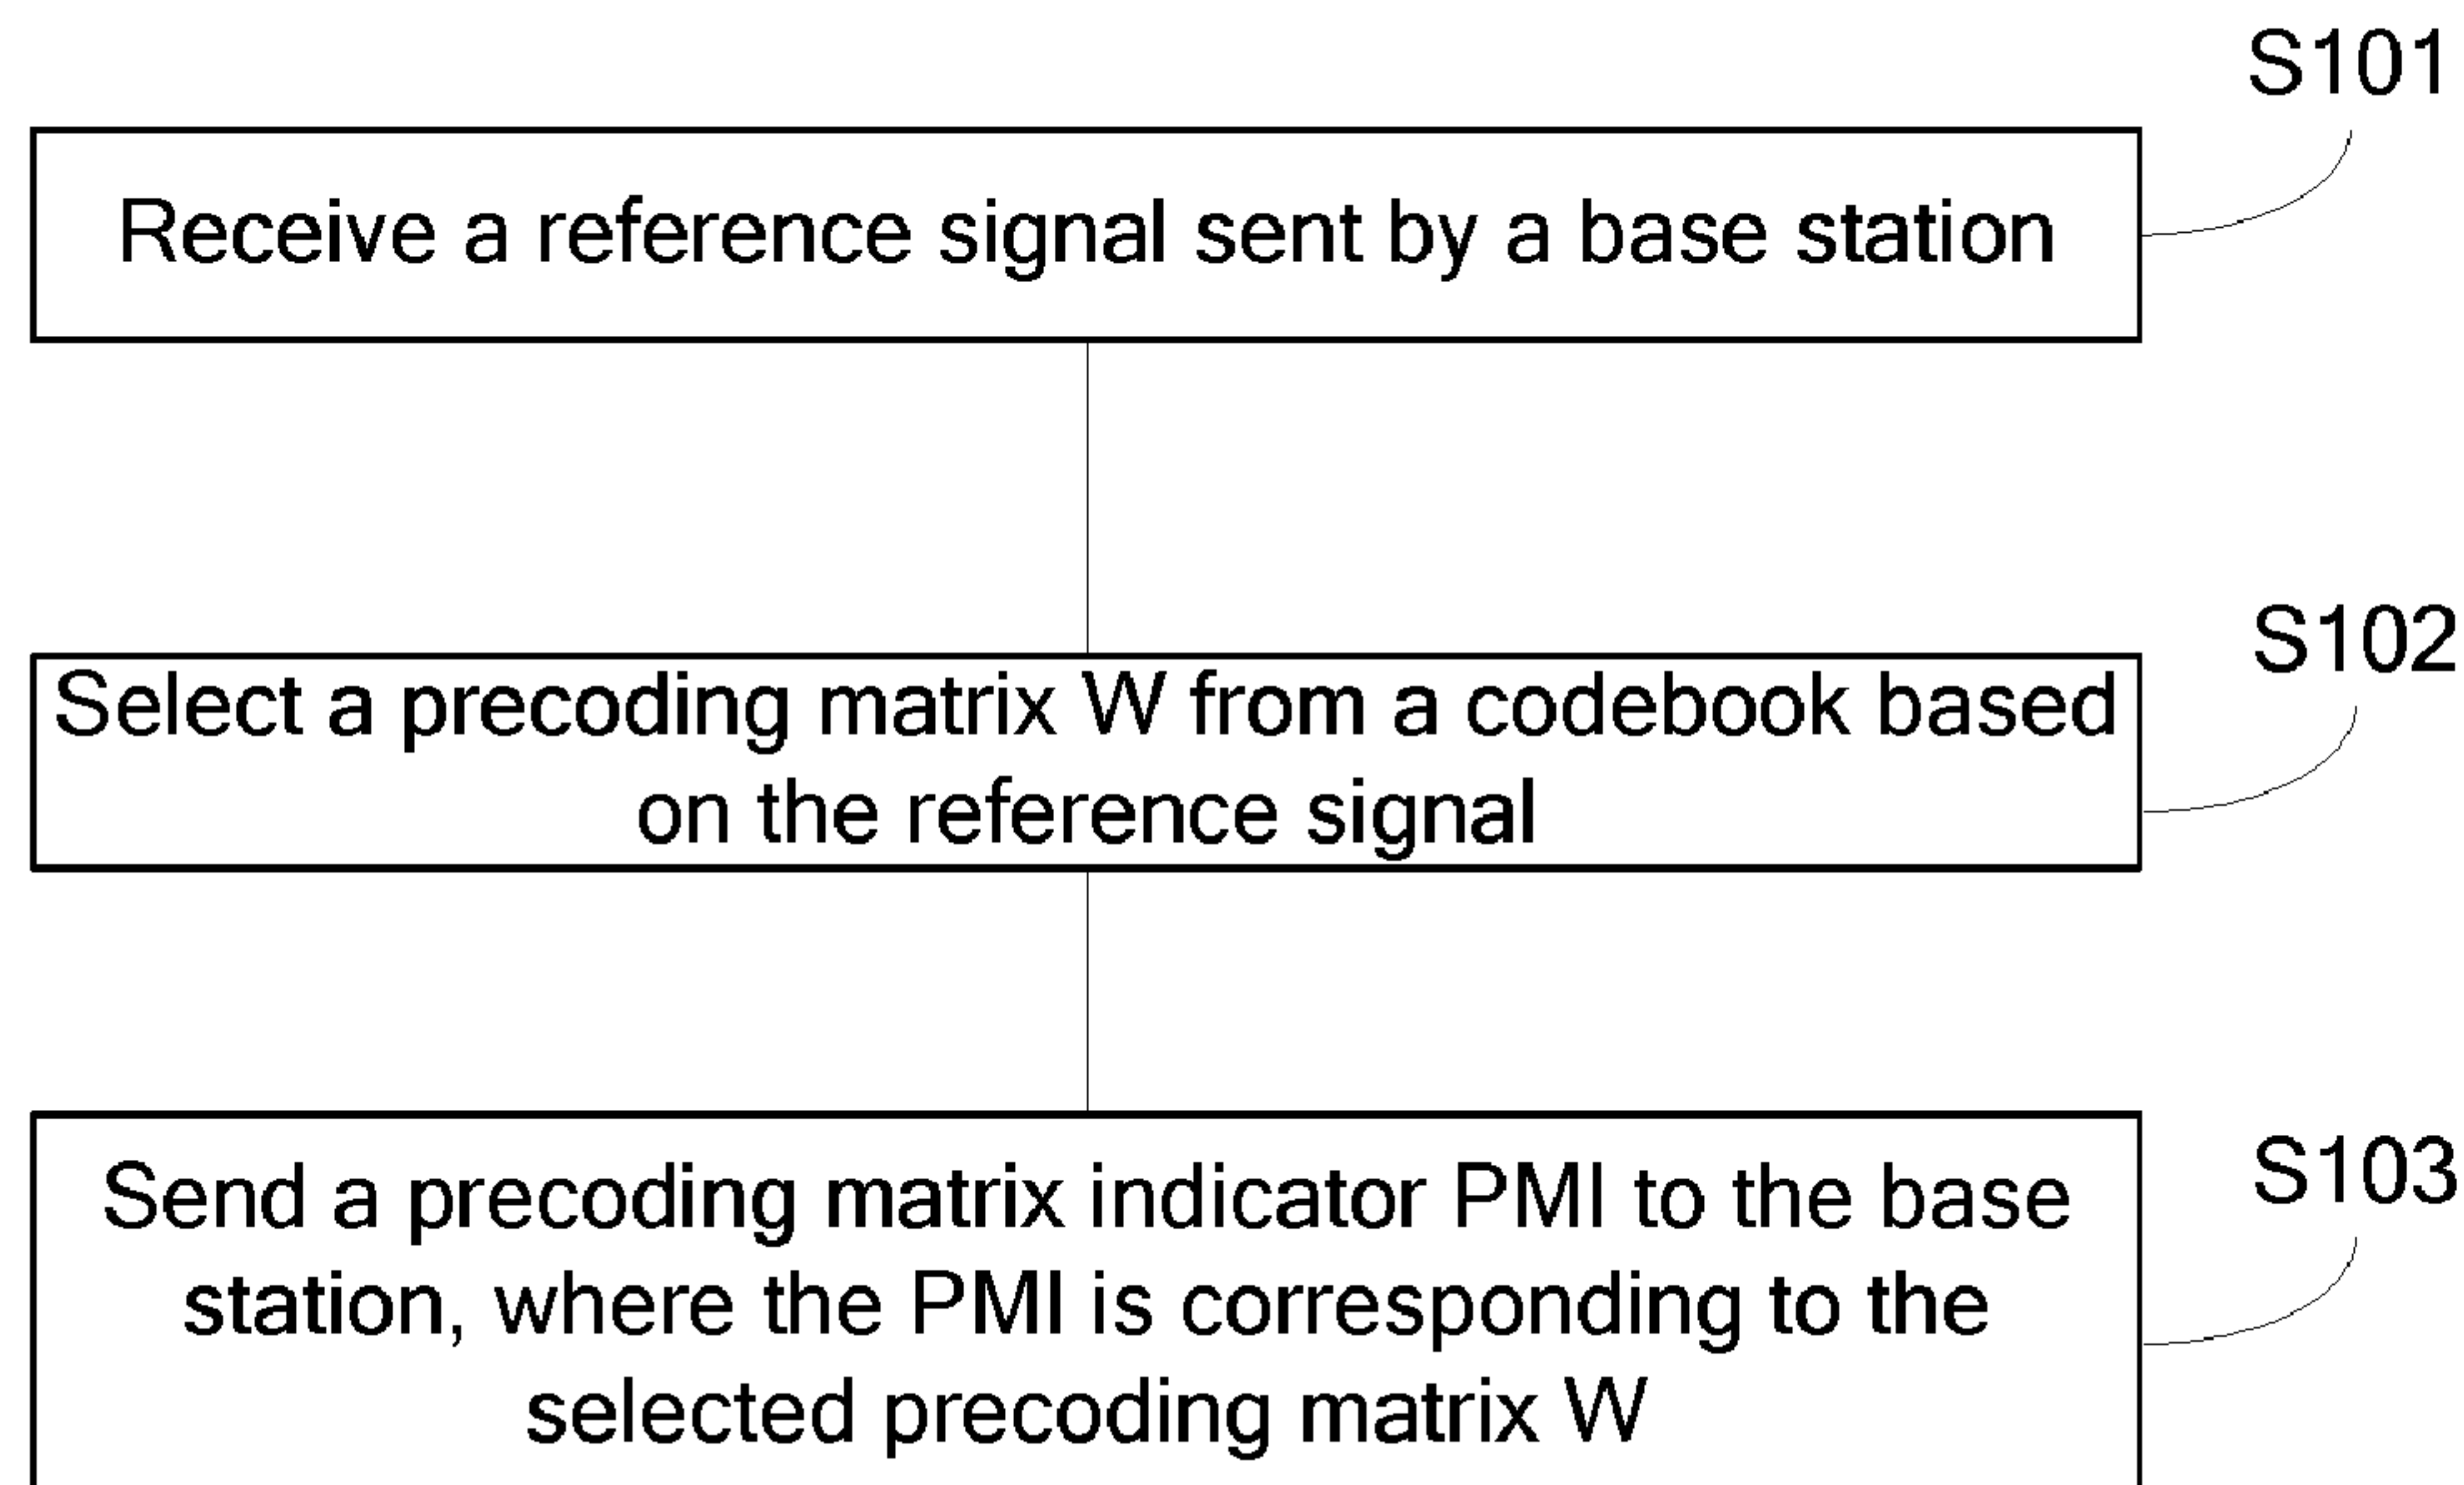 S101
Receive a reference signal sent by a base station
S102
Select a precoding matrix W from a codebook based
on the reference signal
S103
Send a precoding matrix indicator PMI to the base
station, where the PMI is corresponding to the
selected precoding matrix W